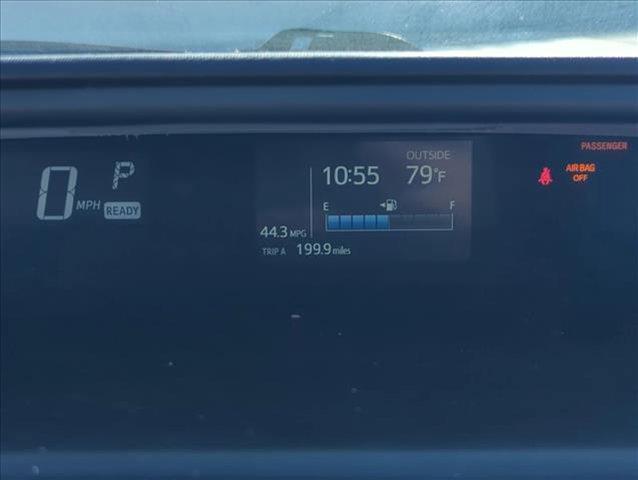 0 MPH P READY
OUTSIDE
10:55 79°F
E F
44.3 MPG
TRIP A 199.9 miles
PASSENGER
AIR BAG
OFF